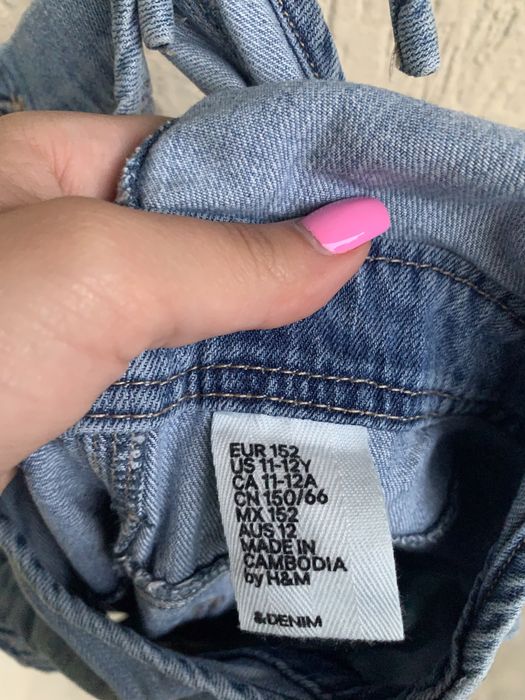 EUR 152
US 11-12Y
CA 11-12A
CN 150/66
MX 152
AUS 12
MADE IN
CAMBODIA
by H&M
&DENIM